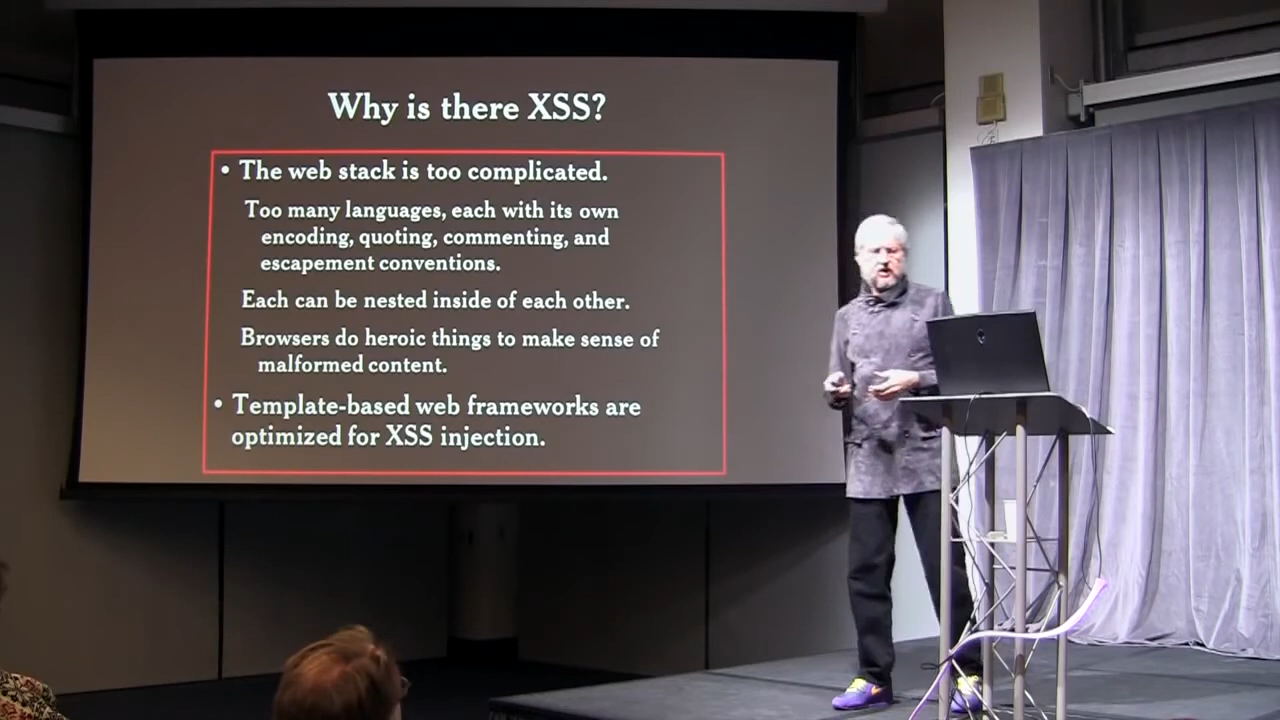 Why is there XSS?
• The web stack is too complicated.
Too many languages, each with its own
encoding, quoting, commenting, and
escapement conventions.
Each can be nested inside of each other.
Browsers do heroic things to make sense of
malformed content.
• Template-based web frameworks are
optimized for XSS injection.